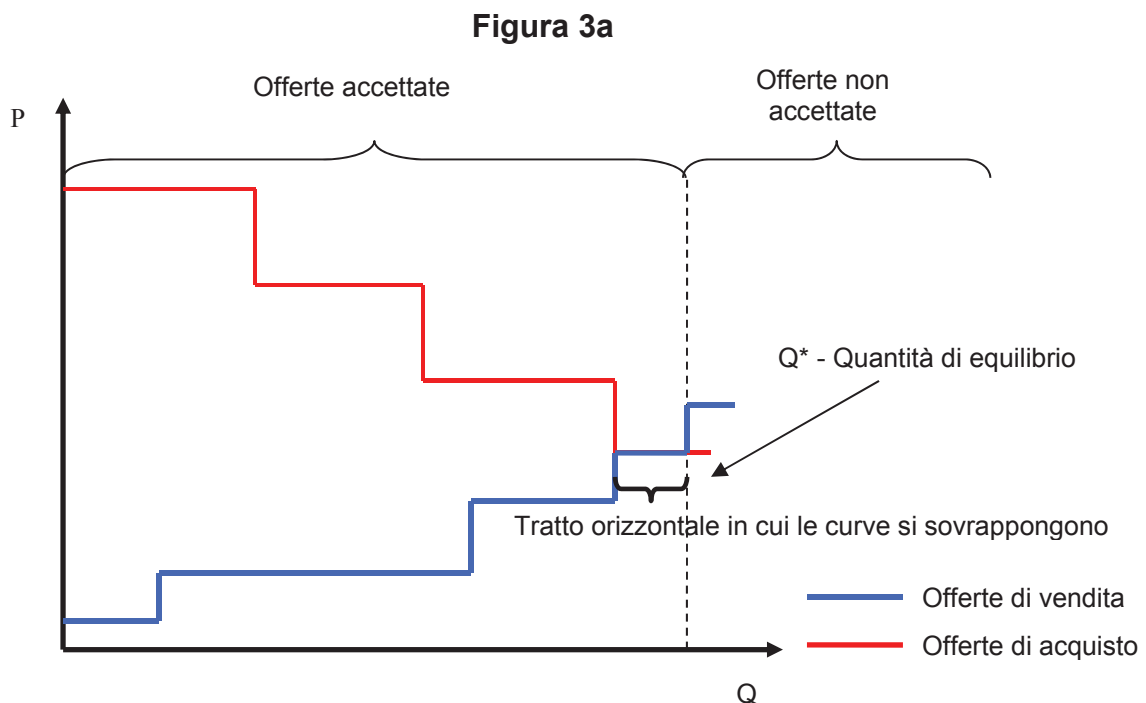 Figura 3a
Offerte accettate
Offerte non
accettate
P
Q* - Quantità di equilibrio
Tratto orizzontale in cui le curve si sovrappongono
Offerte di vendita
Offerte di acquisto
Q